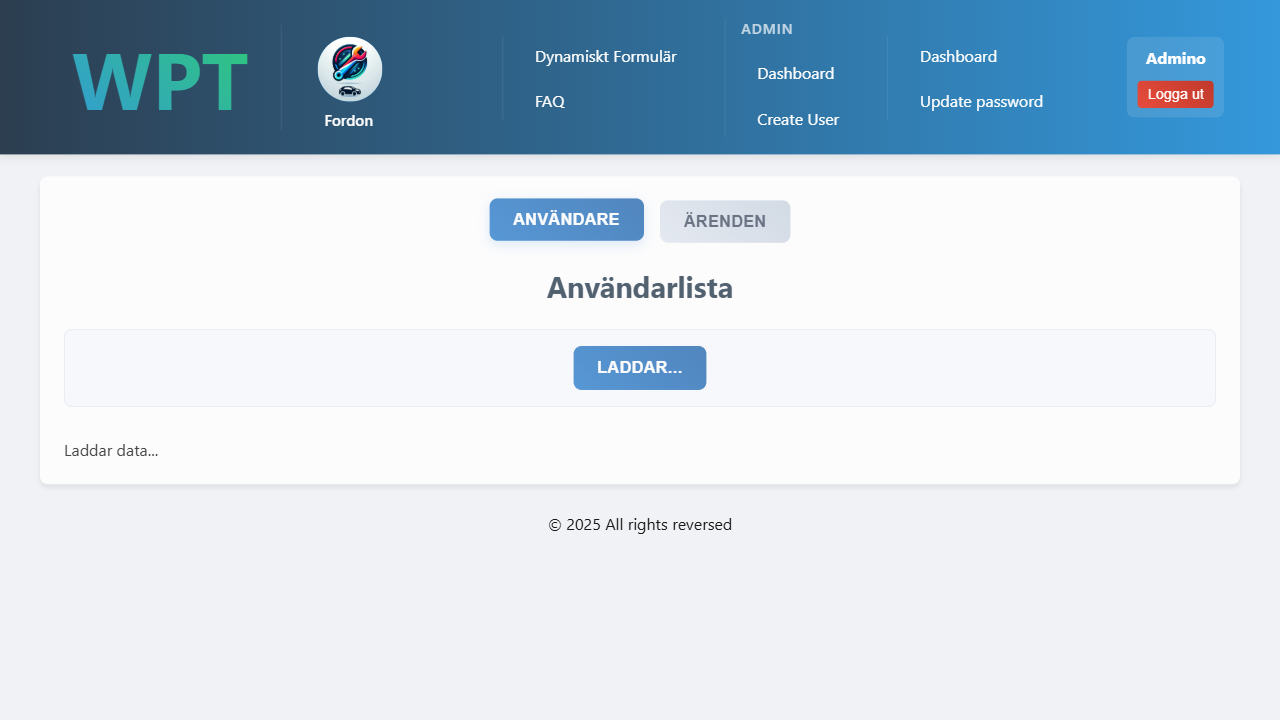 WPT
Fordon
Dynamiskt Formulär
FAQ
ADMIN
Dashboard
Create User
Dashboard
Update password
Admino
Logga ut
ANVÄNDARE
ÄRENDEN
Användarlista
LADDAR...
Laddar data...
© 2025 All rights reversed